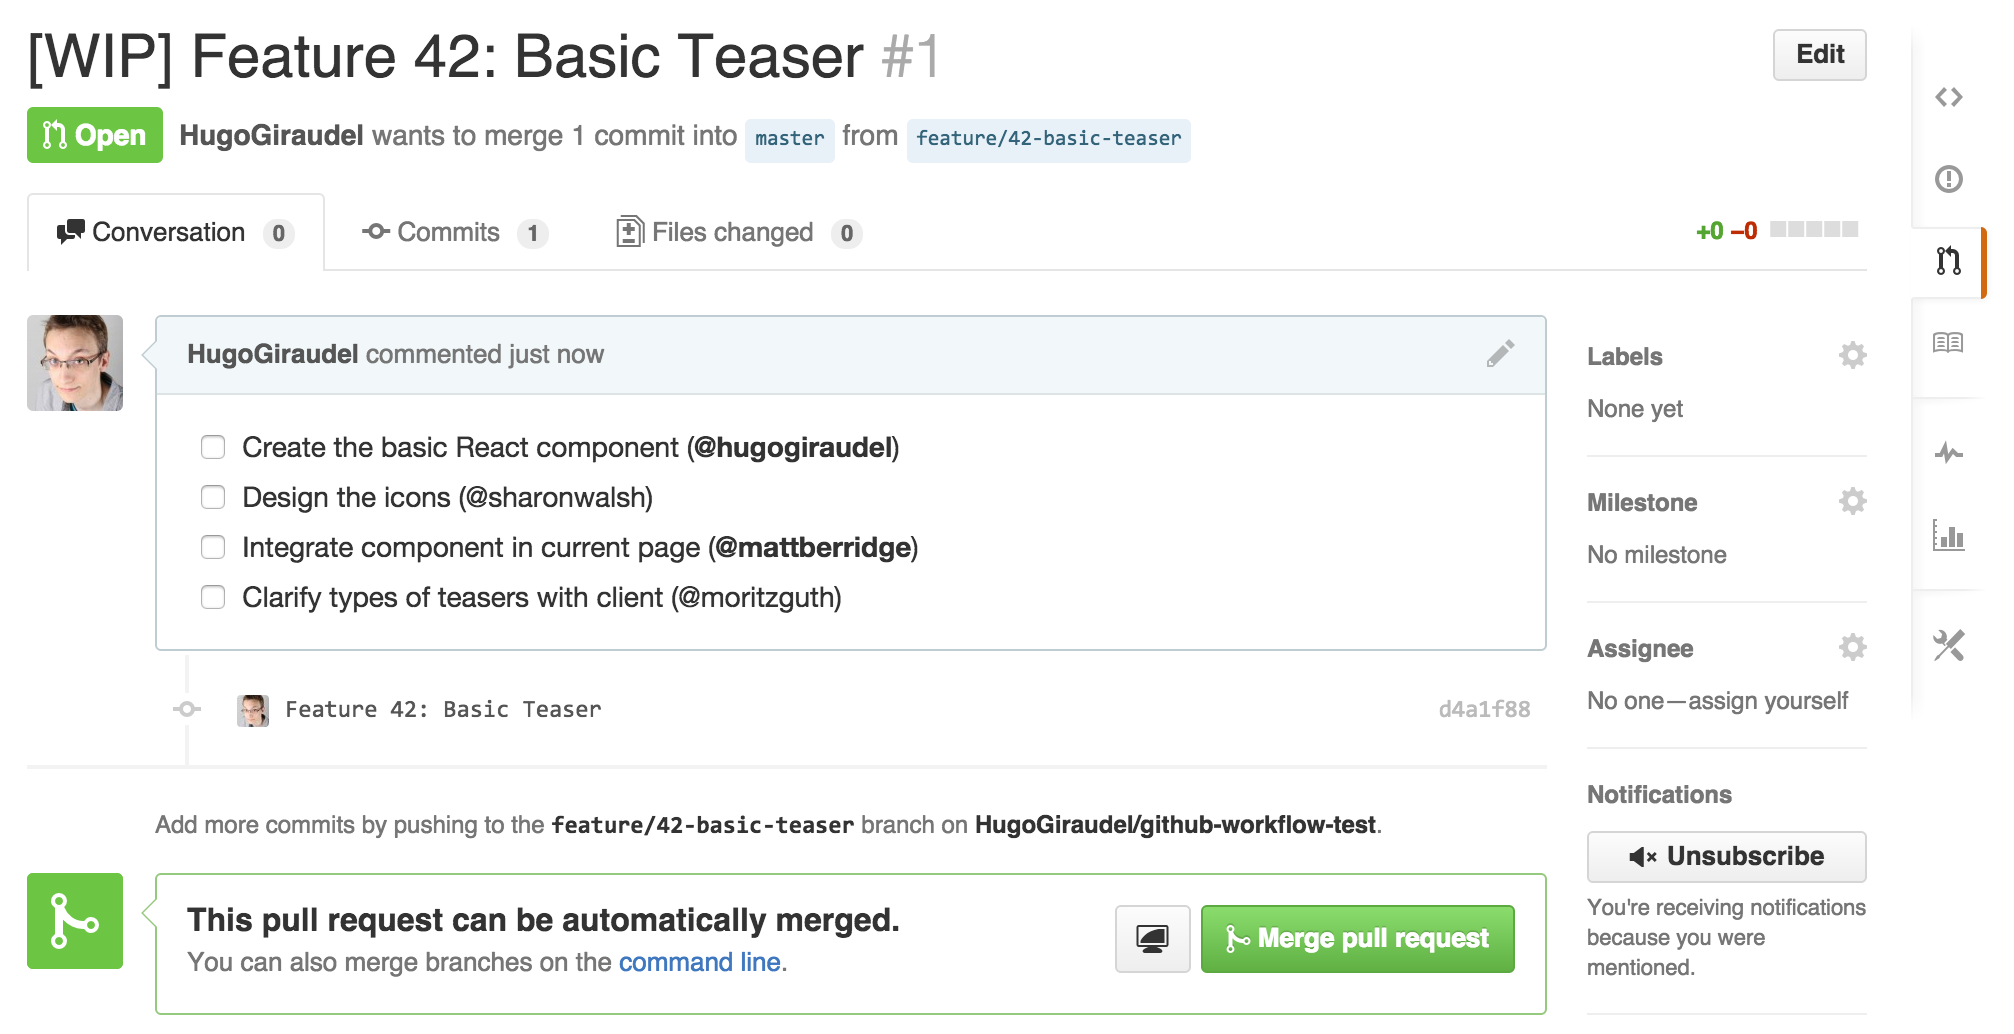 [WIP] Feature 42: Basic Teaser #1
Edit
Open HugoGiraudel wants to merge 1 commit into master from feature/42-basic-teaser
Conversation 0 Commits 1 Files changed 0 +0 −0
HugoGiraudel commented just now
Create the basic React component (@hugogiraudel)
Design the icons (@sharonwalsh)
Integrate component in current page (@mattberridge)
Clarify types of teasers with client (@moritzguth)
Feature 42: Basic Teaser d4a1f88
Add more commits by pushing to the feature/42-basic-teaser branch on HugoGiraudel/github-workflow-test.
This pull request can be automatically merged.
You can also merge branches on the command line.
Merge pull request
Labels
None yet
Milestone
No milestone
Assignee
No one—assign yourself
Notifications
Unsubscribe
You're receiving notifications
because you were
mentioned.